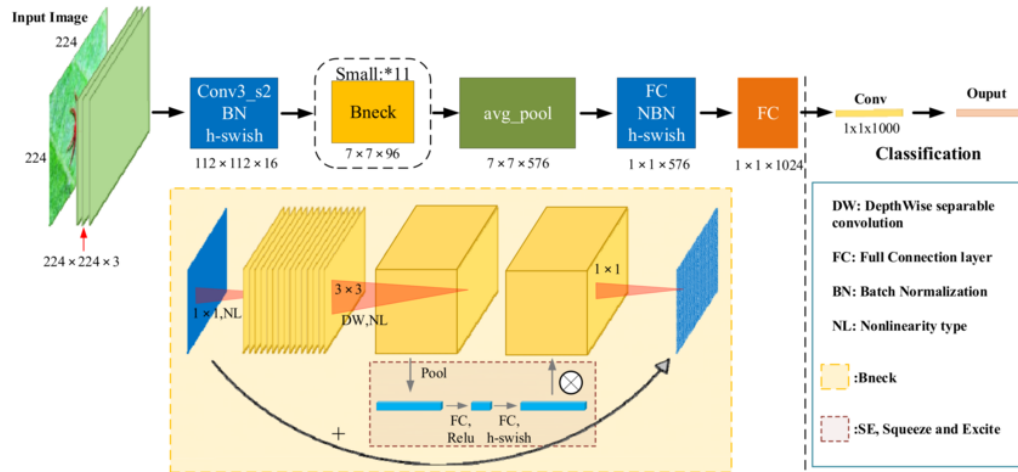 Input Image
224
224
224×224×3
Conv3_s2
BN
h-swish
112×112×16
Small:*11
Bneck
7×7×96
avg_pool
7×7×576
FC
NBN
h-swish
1×1×576
FC
1×1×1024
Conv
1x1x1000
Ouput
Classification
1×1,NL
3×3
DW,NL
1×1
Pool
FC,
Relu
FC,
h-swish
+
DW: DepthWise separable
convolution
FC: Full Connection layer
BN: Batch Normalization
NL: Nonlinearity type
:Bneck
:SE, Squeeze and Excite